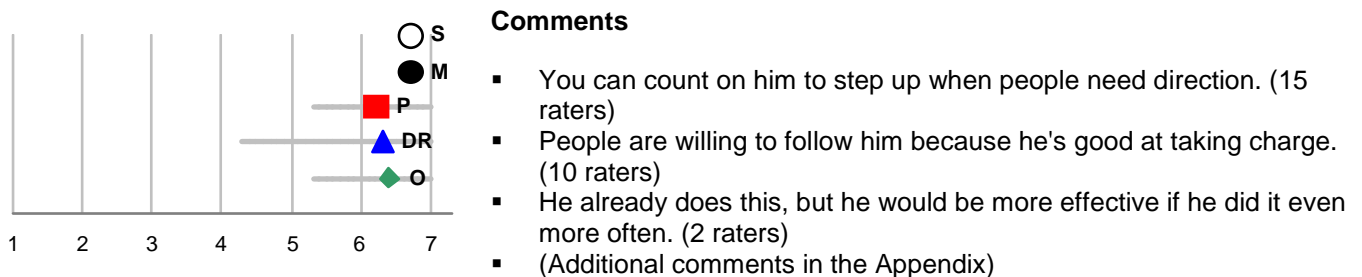 Comments
S
M
P
DR
O
1 2 3 4 5 6 7
▪ You can count on him to step up when people need direction. (15
raters)
▪ People are willing to follow him because he's good at taking charge.
(10 raters)
▪ He already does this, but he would be more effective if he did it even
more often. (2 raters)
▪ (Additional comments in the Appendix)